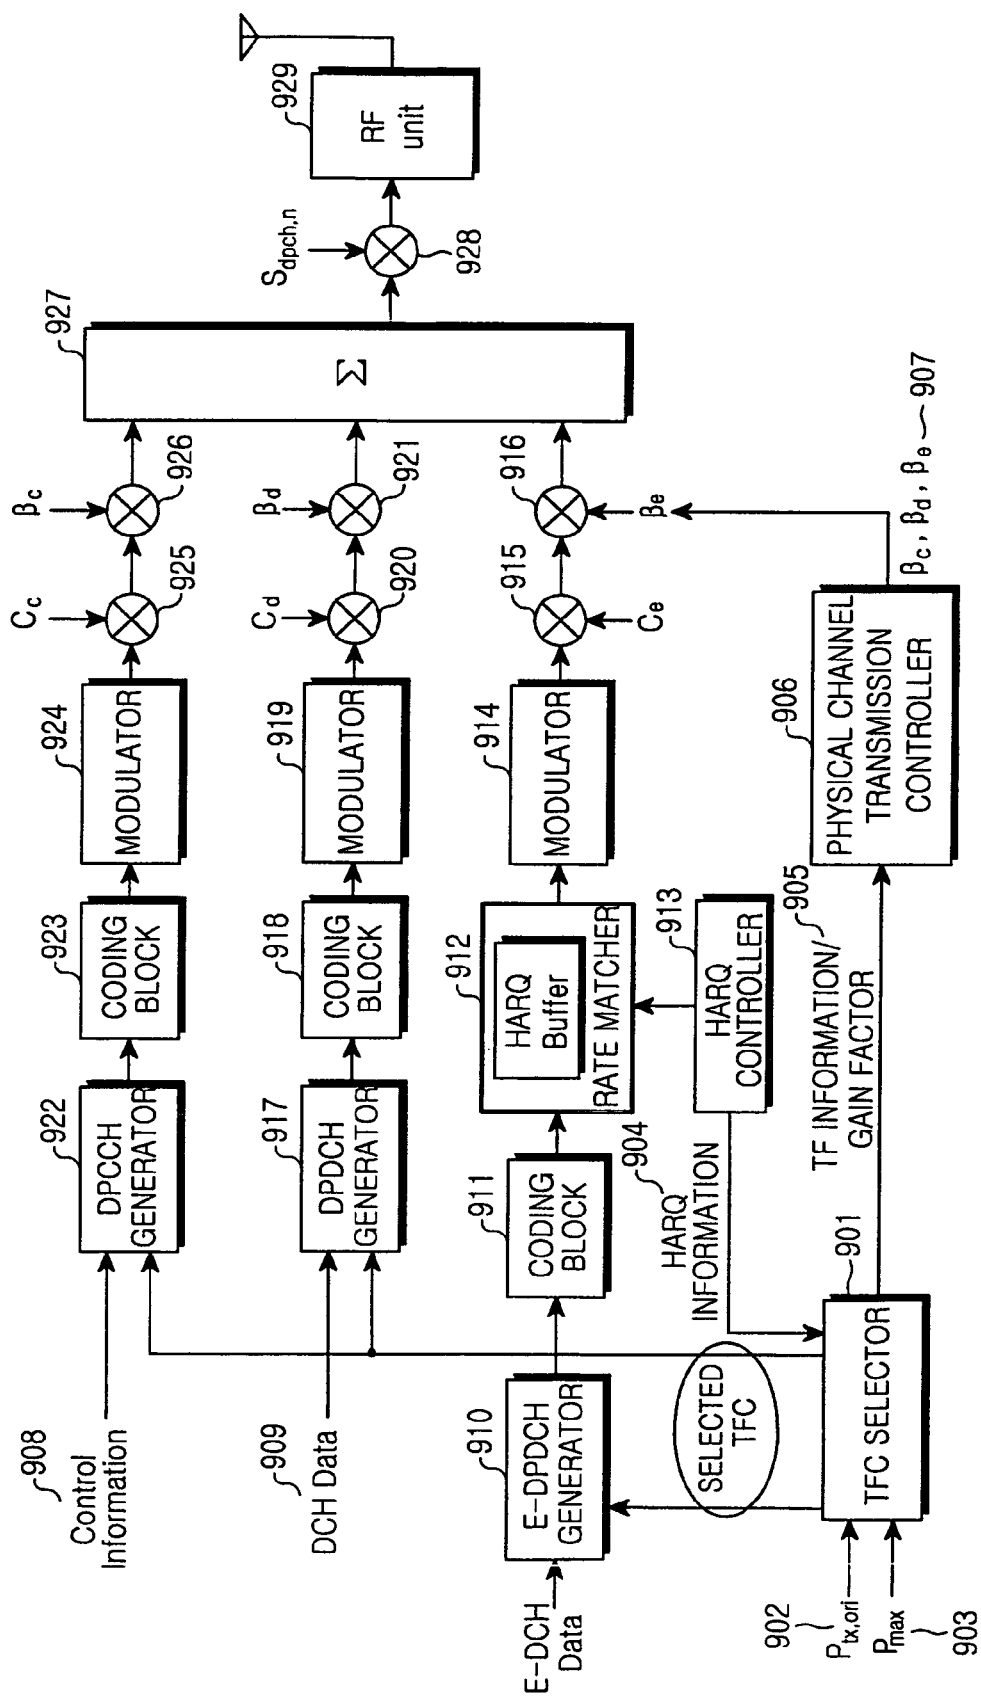 908
Control
Information
922
DPCCH
GENERATOR
923
CODING
BLOCK
924
MODULATOR
Cc
925
βc
926
927
Σ
Sdpch,n
928
929
RF
unit
909
DCH Data
917
DPDCH
GENERATOR
918
CODING
BLOCK
919
MODULATOR
Cd
920
βd
921
E-DCH
Data
910
E-DPDCH
GENERATOR
911
CODING
BLOCK
912
HARQ
Buffer
RATE MATCHER
914
MODULATOR
915
Ce
916
βe
SELECTED
TFC
904
HARQ
INFORMATION
913
HARQ
CONTROLLER
902
Ptx,ori
Pmax
903
901
TFC SELECTOR
905
TF INFORMATION/
GAIN FACTOR
906
PHYSICAL CHANNEL
TRANSMISSION
CONTROLLER
βc, βd, βe
907